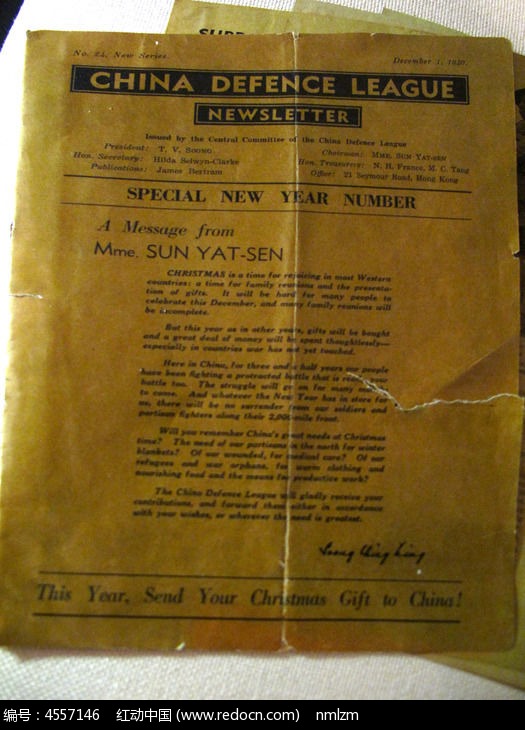 No. 24, New Series.
December 1, 1940.
CHINA DEFENCE LEAGUE
NEWSLETTER
Issued by the Central Committee of the China Defence League
President: T. V. SOONG
Chairman: MME. SUN YAT-SEN
Hon. Secretary: Hilda Selwyn-Clarke
Hon. Treasurers: N. H. France, M. C. Tang
Publications: James Bertram
Office: 21 Seymour Road, Hong Kong
SPECIAL NEW YEAR NUMBER
A Message from
Mme. SUN YAT-SEN
CHRISTMAS is a time for rejoicing in most Western
countries: a time for family reunions and the presenta-
tion of gifts. It will be hard for many people to
celebrate this December, and many family reunions will
be incomplete.
But this year as in other years, gifts will be bought
and a great deal of money will be spent thoughtlessly—
especially in countries war has not yet touched.
Here in China, for three and a half years our people
have been fighting a protracted battle that is your
battle too. The struggle will go on for many
to come. And whatever the New Year has in store for
us, there will be no surrender from our soldiers and
partisan fighters along their 2,000-mile front.
Will you remember China's great needs at Christmas
time? The need of our partisans in the north for winter
blankets? Of our wounded, for medical care? Of our
refugees and war orphans, for warm clothing and
nourishing food and the means for productive work?
The China Defence League will gladly receive your
contributions, and forward them either in accordance
with your wishes, or wherever the need is greatest.
Soong Ching Ling
This Year, Send Your Christmas Gift to China!
编号：4557146 红动中国 (www.redocn.com) nmlzm